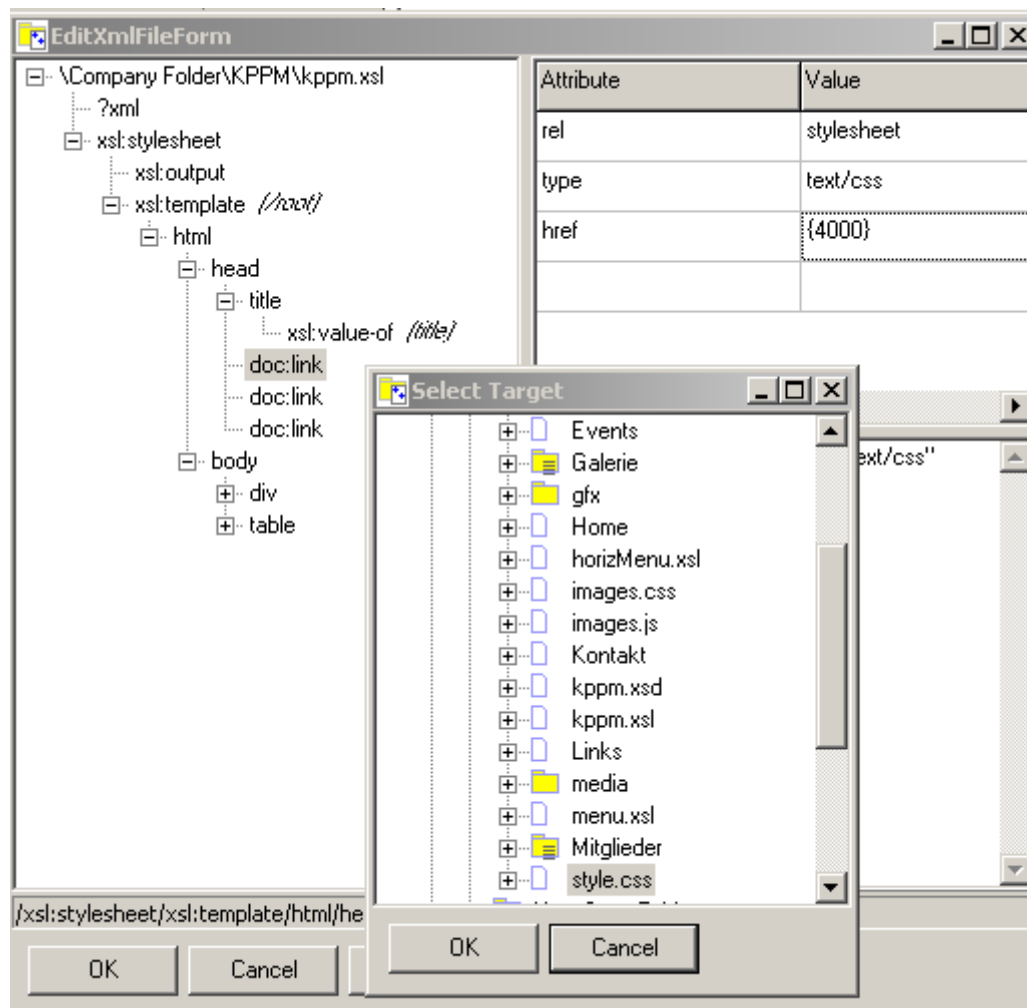 EditXmlFileForm
\Company Folder\KPPM\kppm.xsl
?xml
xsl:stylesheet
xsl:output
xsl:template {/root}
html
head
title
xsl:value-of {title}
doc:link
doc:link
doc:link
body
div
table
Attribute Value
rel stylesheet
type text/css
href {4000}
ext/css"
Select Target
Events
Galerie
gfx
Home
horizMenu.xsl
images.css
images.js
Kontakt
kppm.xsd
kppm.xsl
Links
media
menu.xsl
Mitglieder
style.css
OK Cancel
/xsl:stylesheet/xsl:template/html/he
OK Cancel